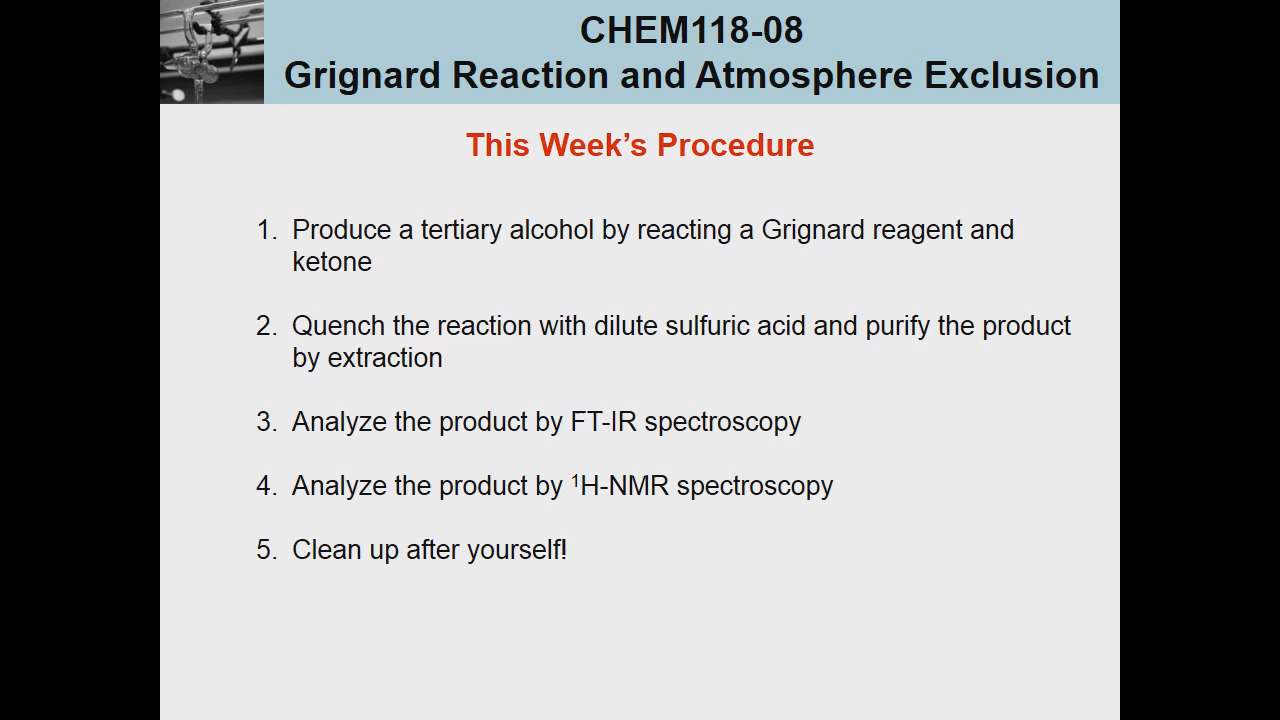 CHEM118-08
Grignard Reaction and Atmosphere Exclusion
This Week’s Procedure
1. Produce a tertiary alcohol by reacting a Grignard reagent and
ketone
2. Quench the reaction with dilute sulfuric acid and purify the product
by extraction
3. Analyze the product by FT-IR spectroscopy
4. Analyze the product by ¹H-NMR spectroscopy
5. Clean up after yourself!